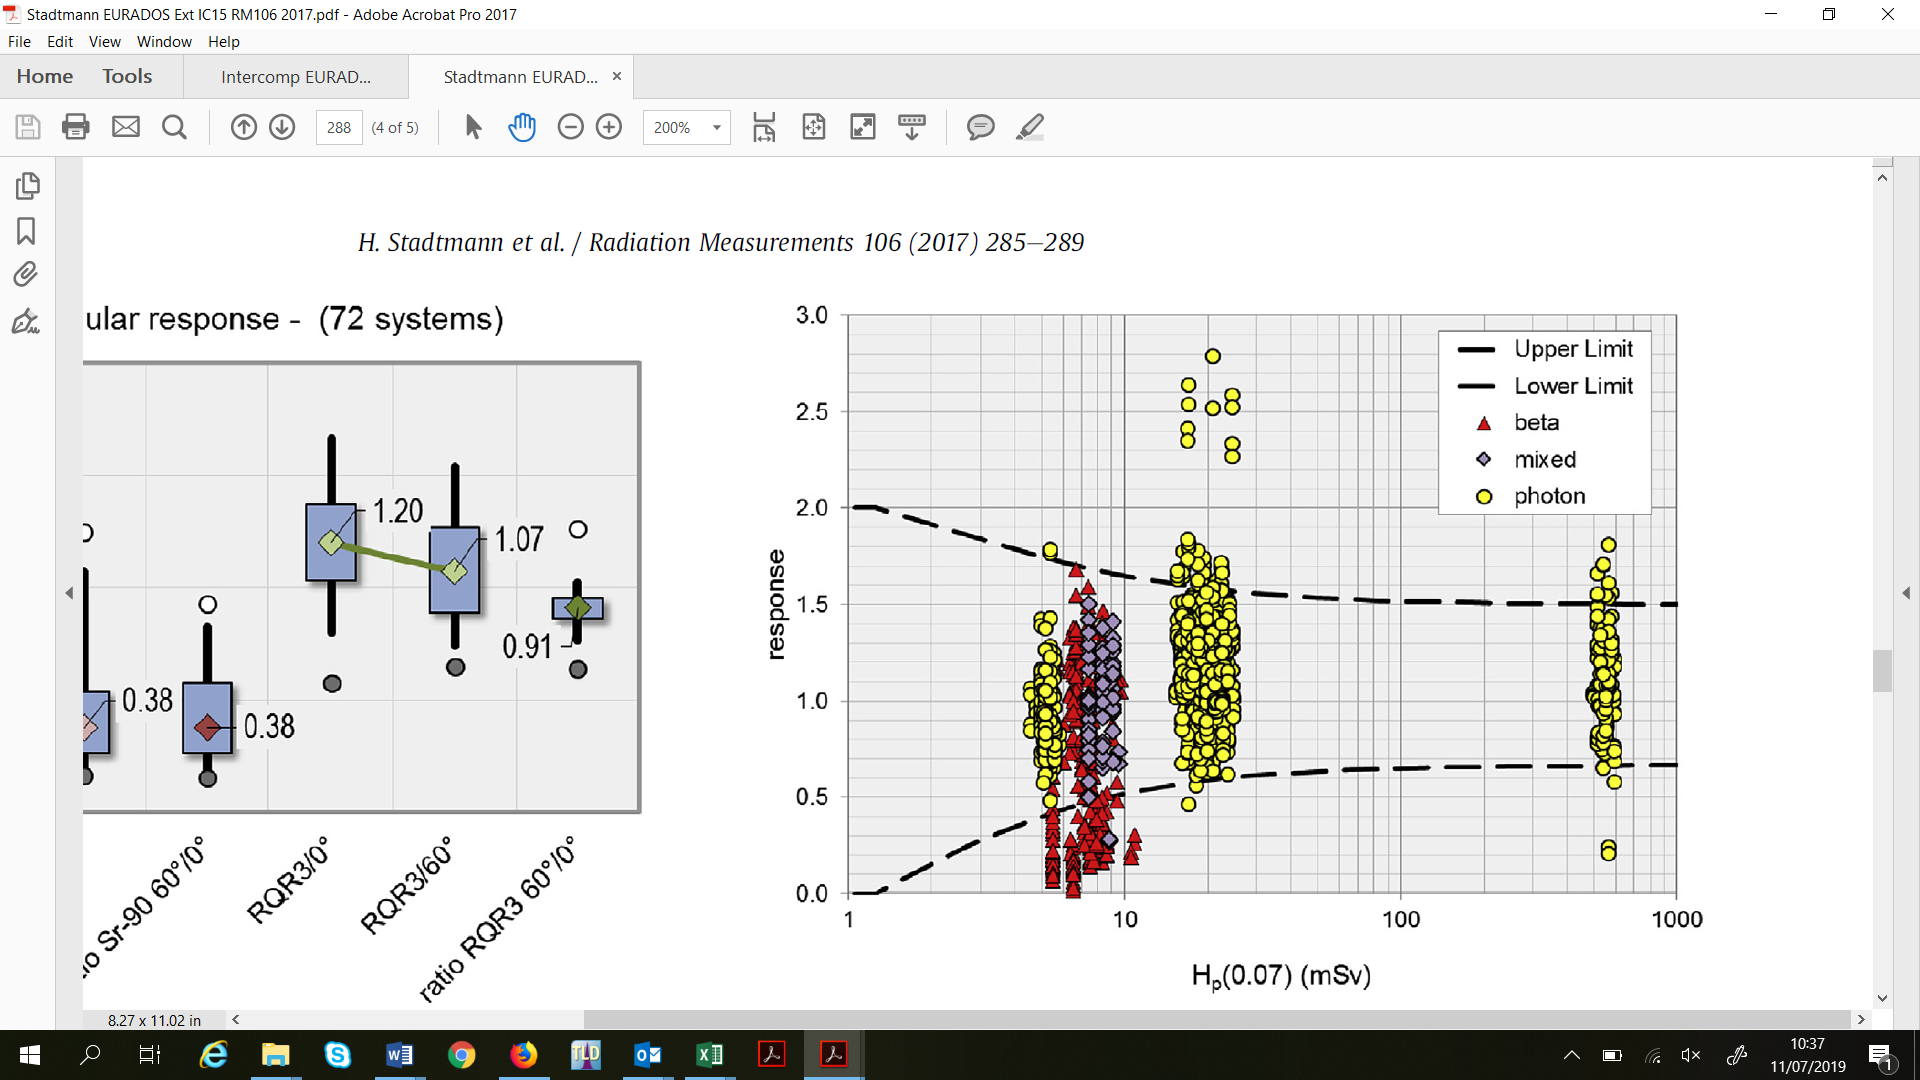 Stadtmann EURADOS Ext IC15 RM106 2017.pdf - Adobe Acrobat Pro 2017
File Edit View Window Help
Home Tools Intercomp EURAD... Stadtmann EURAD... ×
288 (4 of 5) 200%
H. Stadtmann et al. / Radiation Measurements 106 (2017) 285–289
ular response - (72 systems)
0.38
0.38
1.20
1.07
0.91
Sr-90 60°/0°
RQR3/0°
RQR3/60°
ratio RQR3 60°/0°
3.0
2.5
2.0
1.5
1.0
0.5
0.0
response
1 10 100 1000
Hp(0.07) (mSv)
Upper Limit
Lower Limit
beta
mixed
photon
8.27 x 11.02 in
TLD
10:37
11/07/2019
1